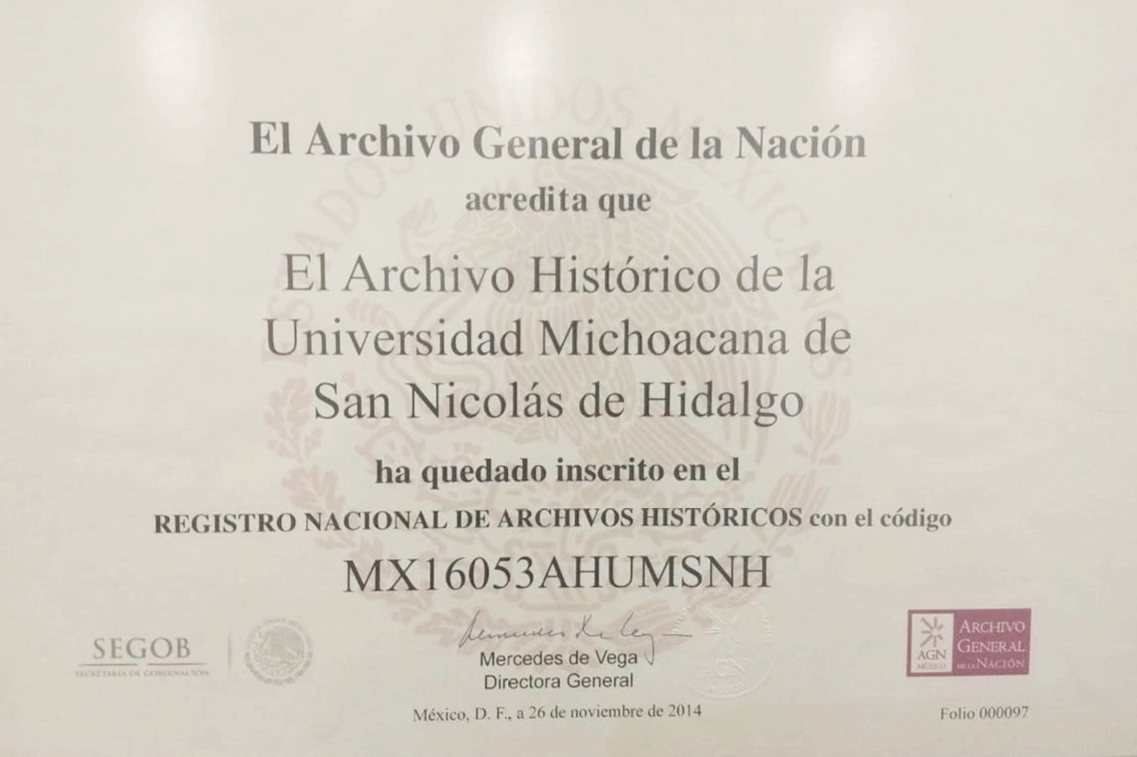 ESTADOS UNIDOS MEXICANOS
El Archivo General de la Nación
acredita que
El Archivo Histórico de la
Universidad Michoacana de
San Nicolás de Hidalgo
ha quedado inscrito en el
REGISTRO NACIONAL DE ARCHIVOS HISTÓRICOS con el código
MX16053AHUMSNH
SEGOB
SECRETARÍA DE GOBERNACIÓN
Mercedes de Vega
Directora General
México, D. F., a 26 de noviembre de 2014
AGN
MÉXICO
ARCHIVO
GENERAL
DE LA NACIÓN
Folio 000097